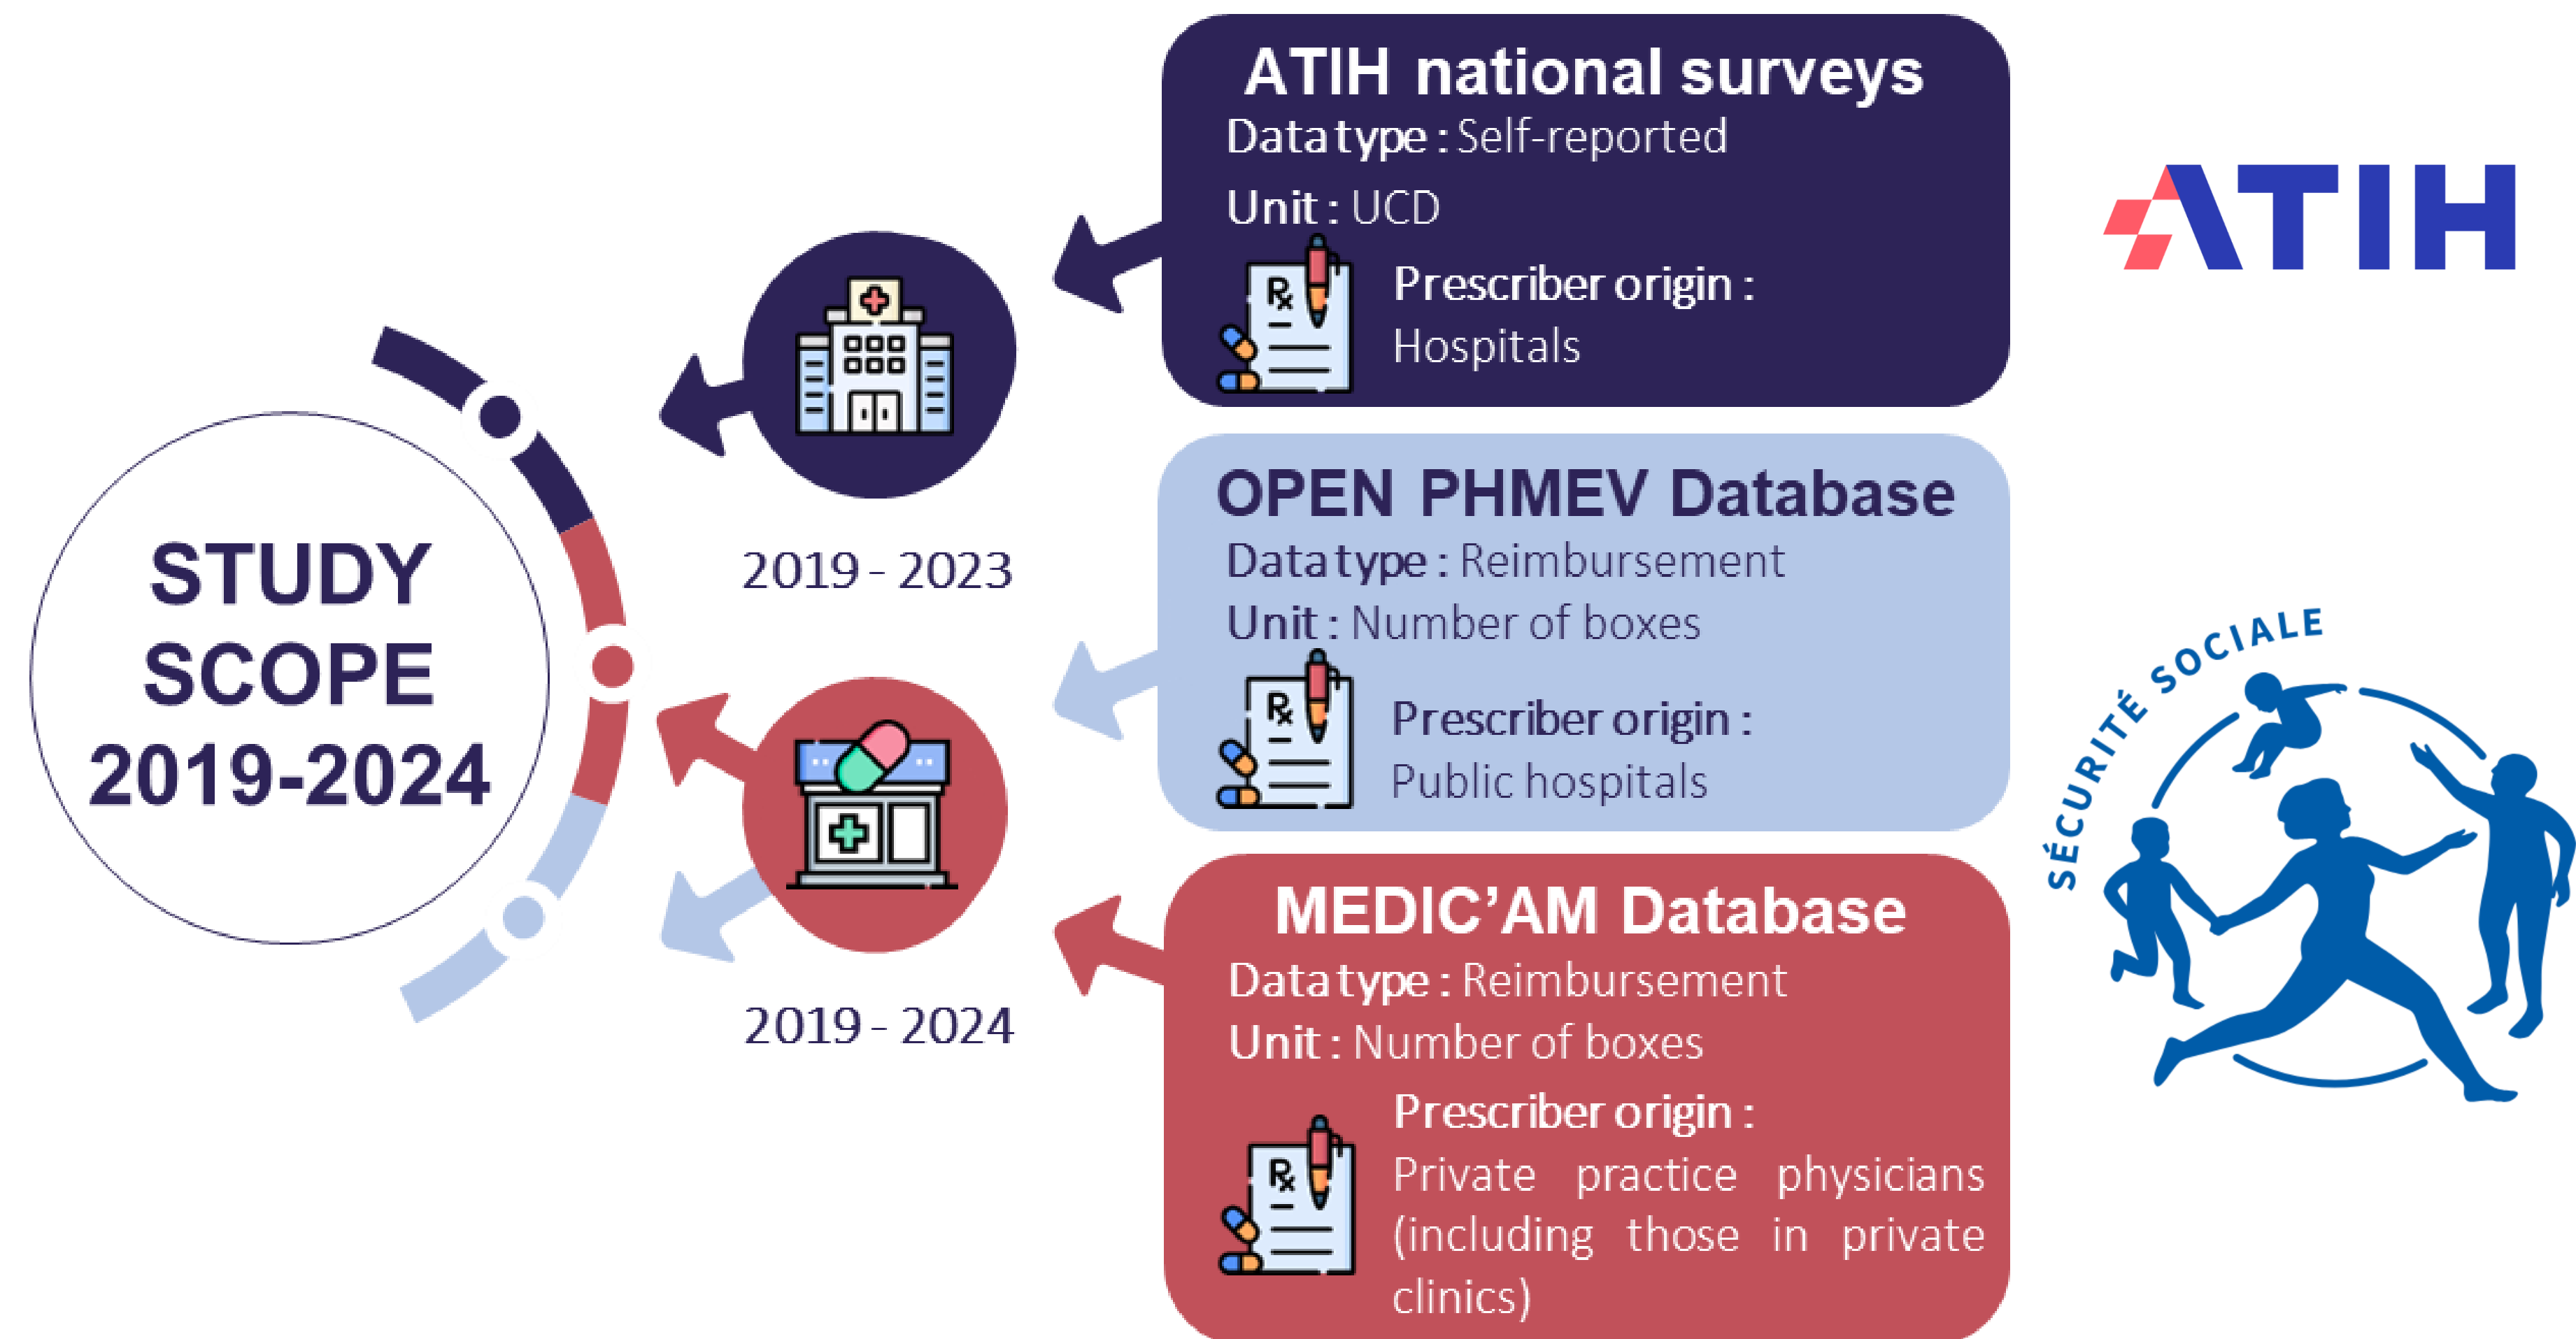 STUDY
SCOPE
2019-2024
2019 - 2023
2019 - 2024
ATIH national surveys
Data type : Self-reported
Unit : UCD
Rx
Prescriber origin :
Hospitals
OPEN PHMEV Database
Data type : Reimbursement
Unit : Number of boxes
Rx
Prescriber origin :
Public hospitals
MEDIC’AM Database
Data type : Reimbursement
Unit : Number of boxes
Rx
Prescriber origin :
Private practice physicians
(including those in private
clinics)
ATIH
SÉCURITÉ SOCIALE